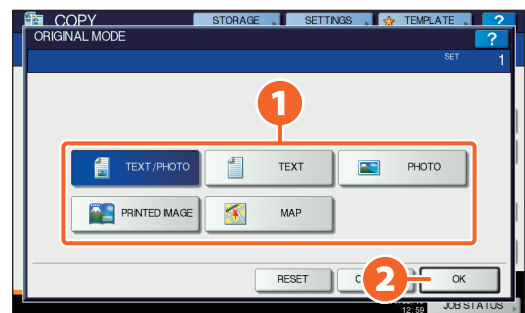 COPY STORAGE SETTINGS TEMPLATE ?
ORIGINAL MODE ?
SET 1
1
TEXT/PHOTO TEXT PHOTO
PRINTED IMAGE MAP
2
RESET OK
12:59 JOB STATUS